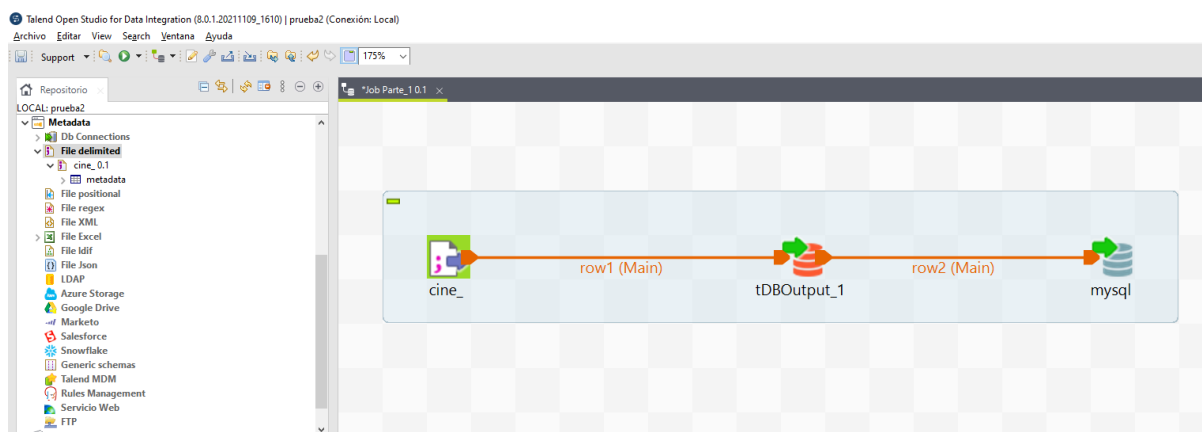 Talend Open Studio for Data Integration (8.0.1.20211109_1610) | prueba2 (Conexión: Local)
Archivo Editar View Search Ventana Ayuda
Support 175%
Repositorio
*Job Parte_1 0.1
LOCAL: prueba2
Metadata
Db Connections
File delimited
cine_ 0.1
metadata
File positional
File regex
File XML
File Excel
File ldif
File Json
LDAP
Azure Storage
Google Drive
Marketo
Salesforce
Snowflake
Generic schemas
Talend MDM
Rules Management
Servicio Web
FTP
row1 (Main)
row2 (Main)
cine_
tDBOutput_1
mysql